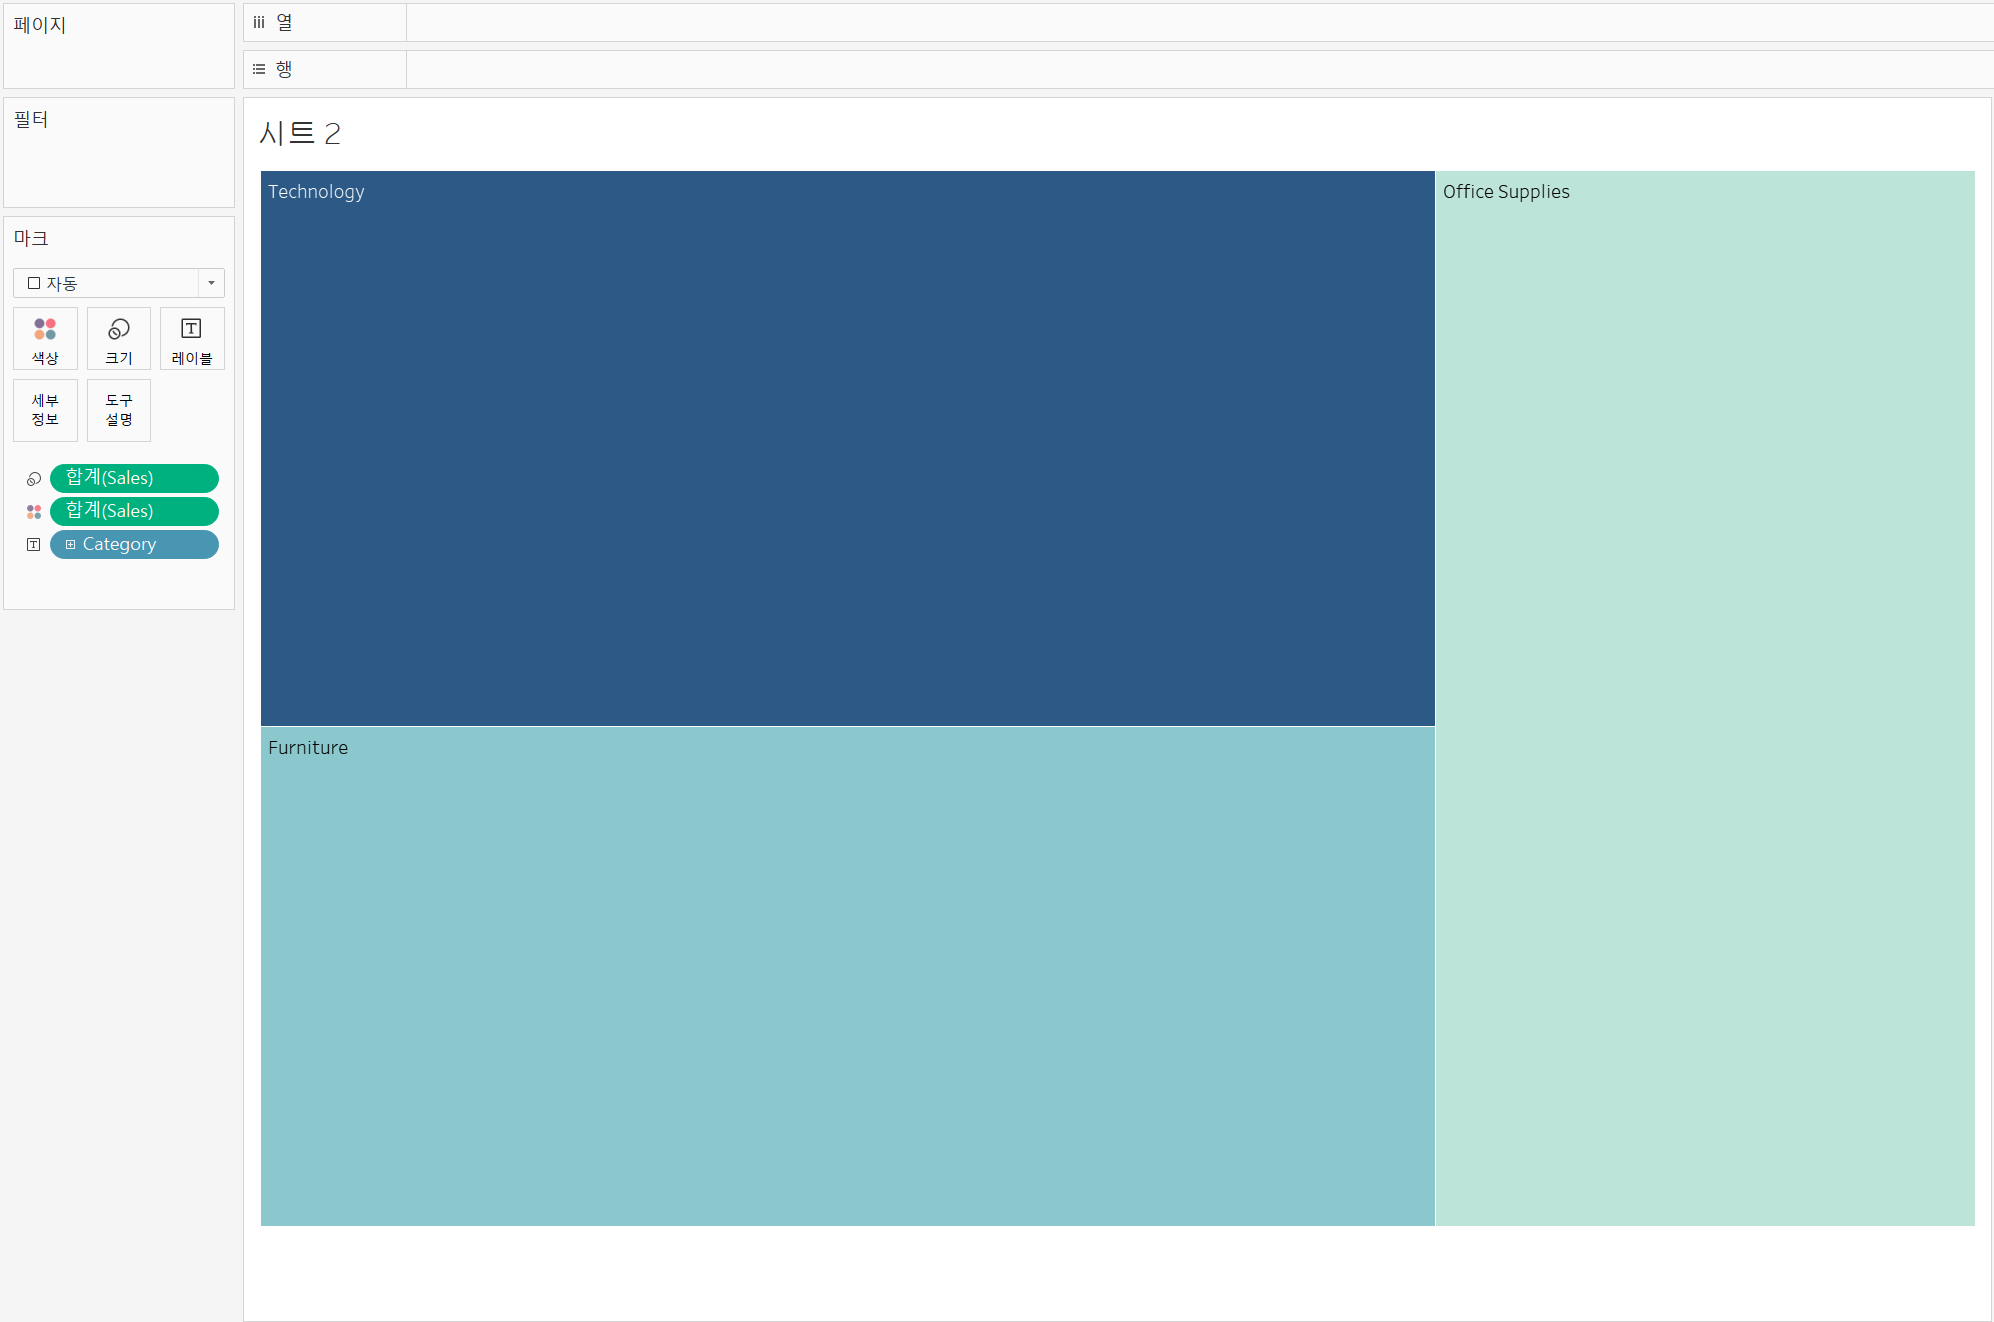 페이지
열
행
필터
마크
자동
색상
크기
레이블
세부
정보
도구
설명
합계(Sales)
합계(Sales)
Category
시트 2
Technology
Office Supplies
Furniture